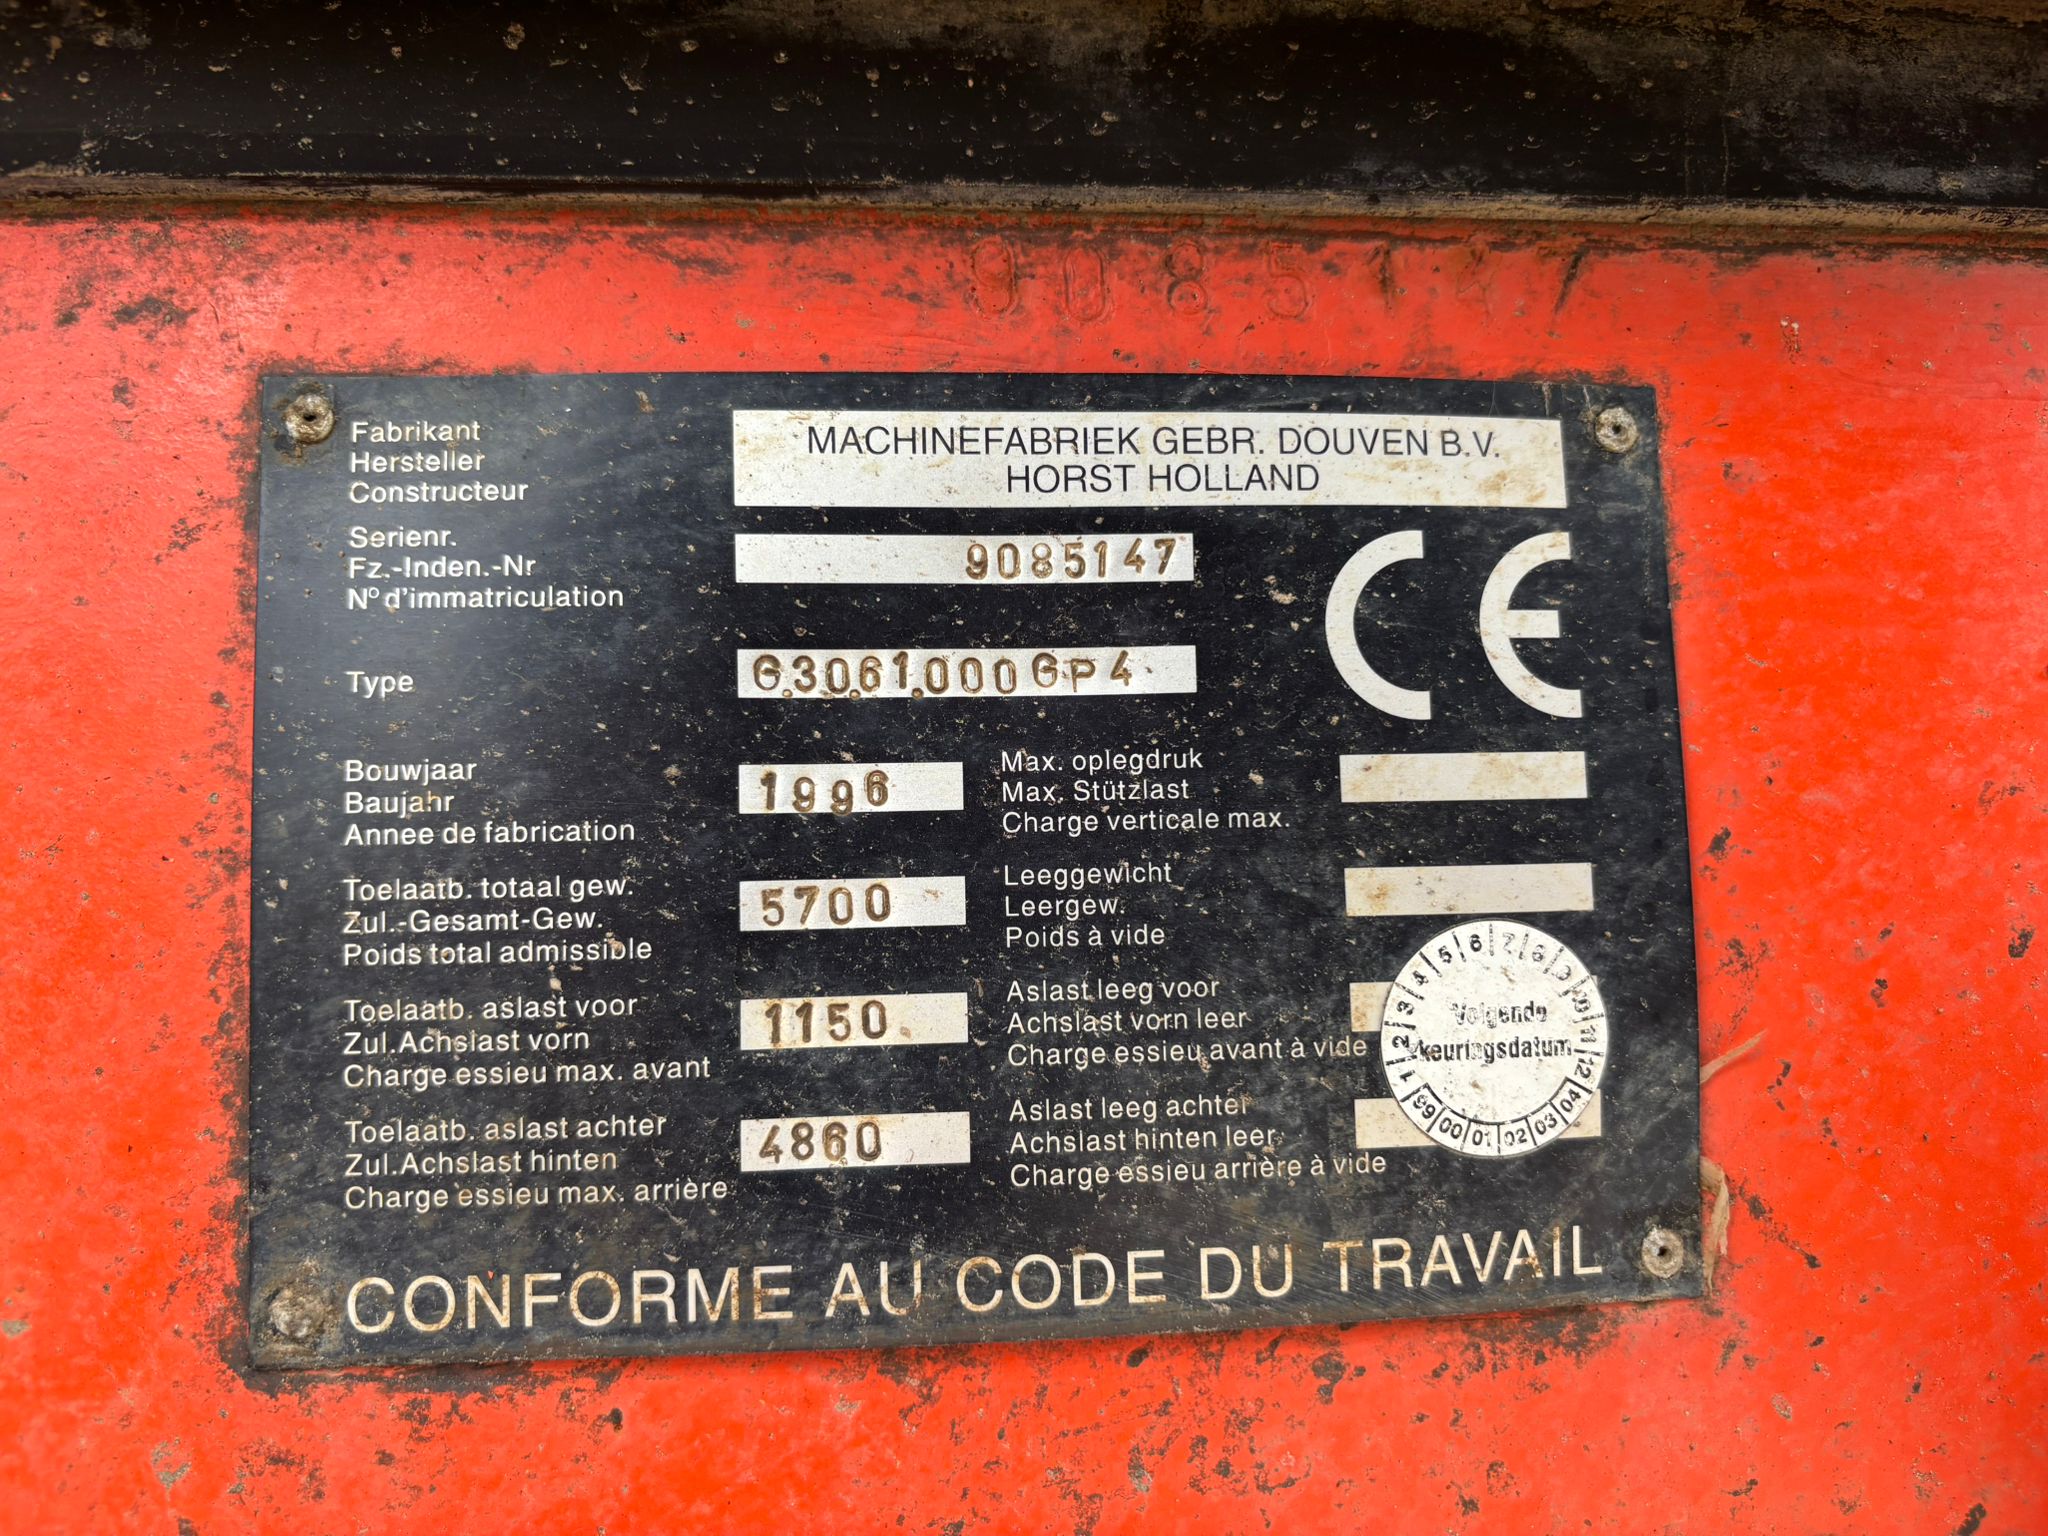 908514
Fabrikant
Hersteller
Constructeur
MACHINEFABRIEK GEBR. DOUVEN B.V.
HORST HOLLAND
Serienr.
Fz.-Inden.-Nr
Nº d'immatriculation
9085147
CE
Type
G.30.61.000GP4
Bouwjaar
Baujahr
Annee de fabrication
1996
Max. oplegdruk
Max. Stützlast
Charge verticale max.
Toelaatb. totaal gew.
Zul.-Gesamt-Gew.
Poids total admissible
5700
Leeggewicht
Leergew.
Poids à vide
Toelaatb. aslast voor
Zul.Achslast vorn
Charge essieu max. avant
1150
Aslast leeg voor
Achslast vorn leer
Charge essieu avant à vide
Toelaatb. aslast achter
Zul.Achslast hinten
Charge essieu max. arrière
4860
Aslast leeg achter
Achslast hinten leer
Charge essieu arrière à vide
1 2 3 4 5 6 7 8 9 10 11 12
Volgende
keuringsdatum
99 00 01 02 03 04
CONFORME AU CODE DU TRAVAIL